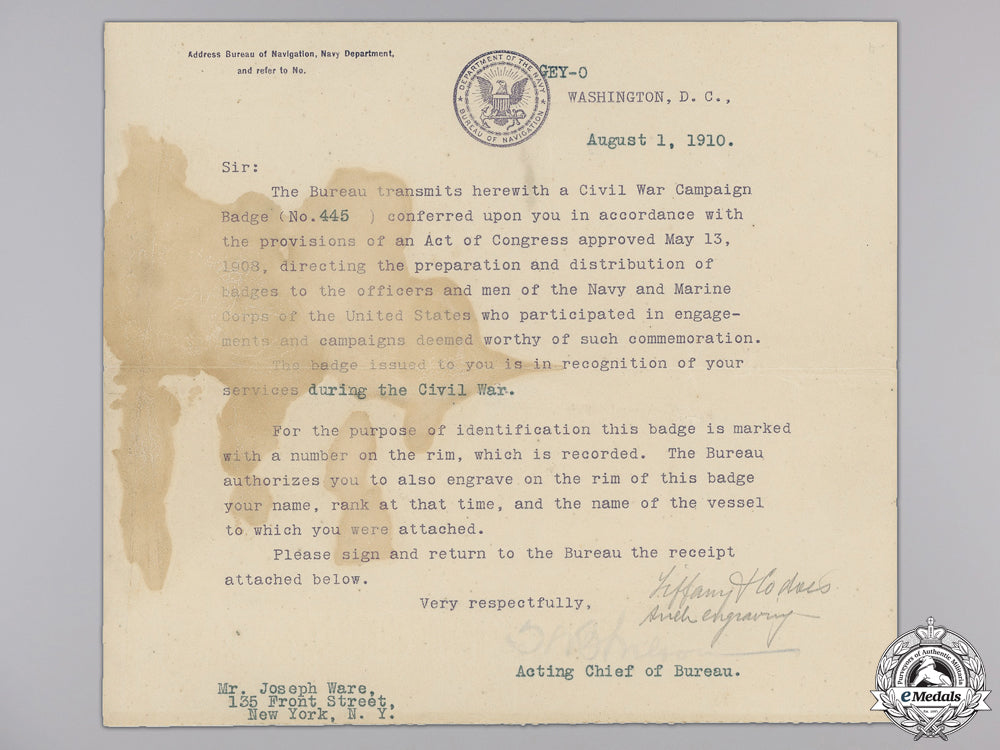 Address Bureau of Navigation, Navy Department,
and refer to No.
DEPARTMENT OF THE NAVY
BUREAU OF NAVIGATION
GEY-O
WASHINGTON, D. C.,
August 1, 1910.
Sir:
The Bureau transmits herewith a Civil War Campaign
Badge (No.445 ) conferred upon you in accordance with
the provisions of an Act of Congress approved May 13,
1908, directing the preparation and distribution of
badges to the officers and men of the Navy and Marine
Corps of the United States who participated in engage-
ments and campaigns deemed worthy of such commemoration.
The badge issued to you is in recognition of your
services during the Civil War.
For the purpose of identification this badge is marked
with a number on the rim, which is recorded. The Bureau
authorizes you to also engrave on the rim of this badge
your name, rank at that time, and the name of the vessel
to which you were attached.
Please sign and return to the Bureau the receipt
attached below.
Very respectfully,
Tiffany & Co does
such engraving
Acting Chief of Bureau.
Mr. Joseph Ware,
135 Front Street,
New York, N. Y.
Purveyors of Authentic Militaria
eMedals